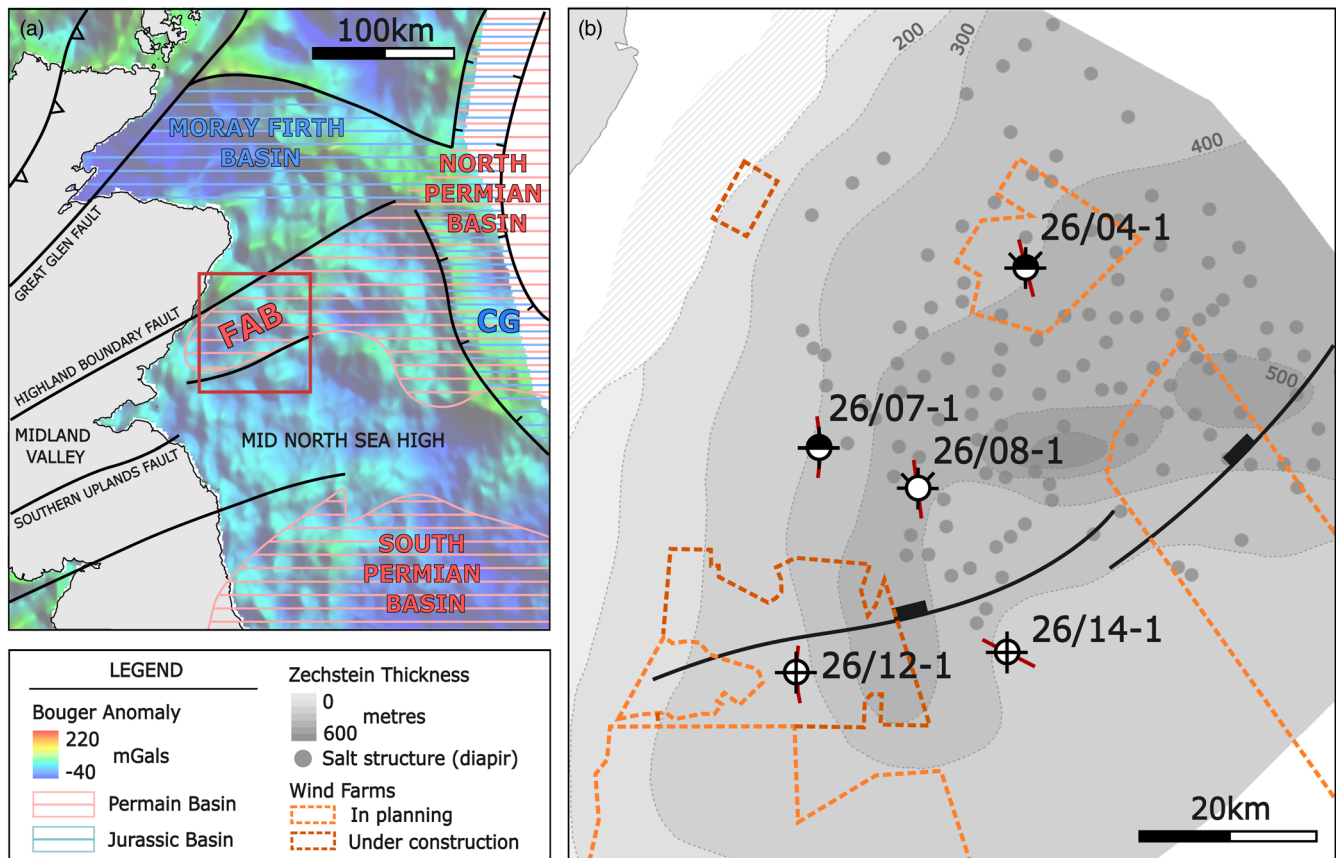 (a)
100km
MORAY FIRTH
BASIN
NORTH
PERMIAN
BASIN
GREAT GLEN FAULT
HIGHLAND BOUNDARY FAULT
FAB
CG
MIDLAND
VALLEY
MID NORTH SEA HIGH
SOUTHERN UPLANDS FAULT
SOUTH
PERMIAN
BASIN
LEGEND
Bouger Anomaly
220
-40
mGals
Permain Basin
Jurassic Basin
Zechstein Thickness
0
600
metres
Salt structure (diapir)
Wind Farms
In planning
Under construction
(b)
200
300
400
26/04-1
500
26/07-1
26/08-1
26/14-1
26/12-1
20km